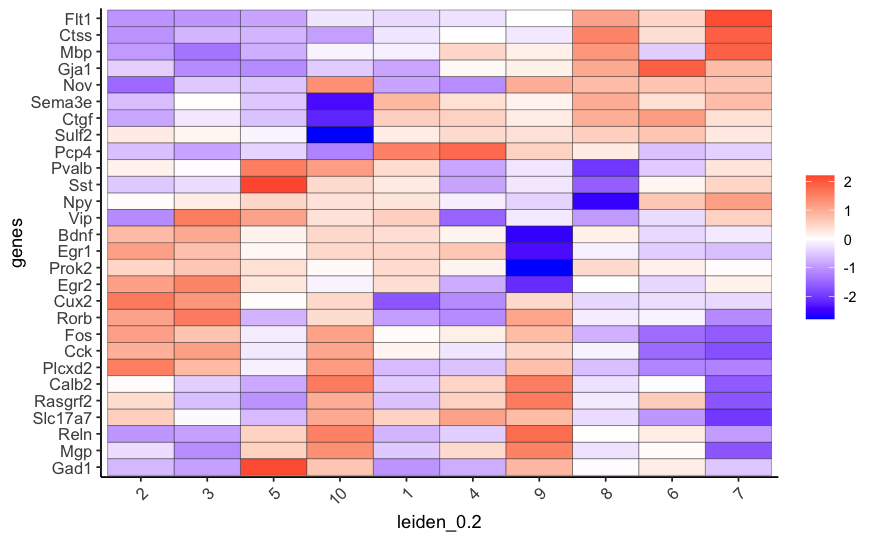 genes
Flt1
Ctss
Mbp
Gja1
Nov
Sema3e
Ctgf
Sulf2
Pcp4
Pvalb
Sst
Npy
Vip
Bdnf
Egr1
Prok2
Egr2
Cux2
Rorb
Fos
Cck
Plcxd2
Calb2
Rasgrf2
Slc17a7
Reln
Mgp
Gad1
2 3 5 10 1 4 9 8 6 7
leiden_0.2
2
1
0
-1
-2